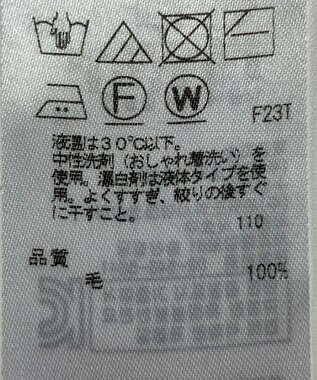 F W
F23T
液温は30℃以下。
中性洗剤（おしゃれ着洗い）を
使用。漂白剤は液体タイプを使
用。よくすすぎ、絞りの後すぐ
に干すこと。
110
品質
毛 100%